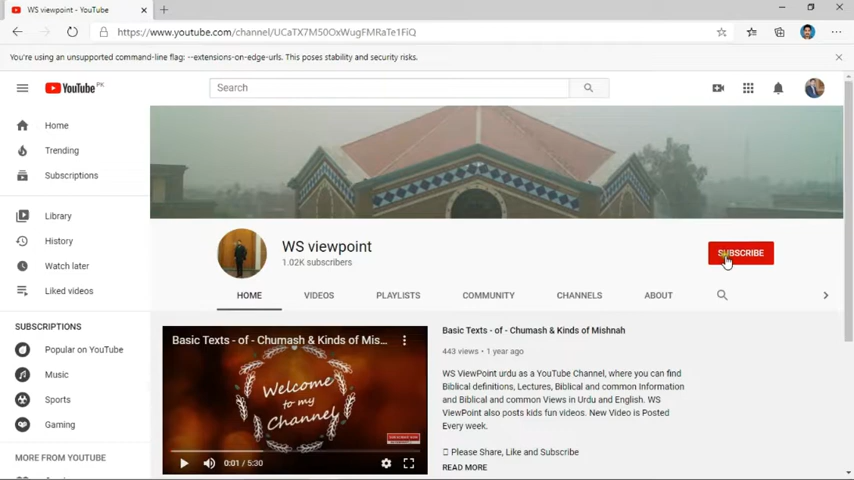 WS viewpoint - YouTube
https://www.youtube.com/channel/UCaTX7M50OxWugFMRaTe1FiQ
You're using an unsupported command-line flag: --extensions-on-edge-urls. This poses stability and security risks.
YouTube PK
Search
Home
Trending
Subscriptions
Library
History
Watch later
Liked videos
SUBSCRIPTIONS
Popular on YouTube
Music
Sports
Gaming
MORE FROM YOUTUBE
WS viewpoint
1.02K subscribers
SUBSCRIBE
HOME VIDEOS PLAYLISTS COMMUNITY CHANNELS ABOUT
Basic Texts - of - Chumash & Kinds of Mis...
Welcome
to my
Channel
0:01 / 5:30
Basic Texts - of - Chumash & Kinds of Mishnah
443 views • 1 year ago
WS ViewPoint urdu as a YouTube Channel, where you can find
Biblical definitions, Lectures, Biblical and common Information
and Biblical and common Views in Urdu and English. WS
ViewPoint also posts kids fun videos. New Video is Posted
Every week.
Please Share, Like and Subscribe
READ MORE